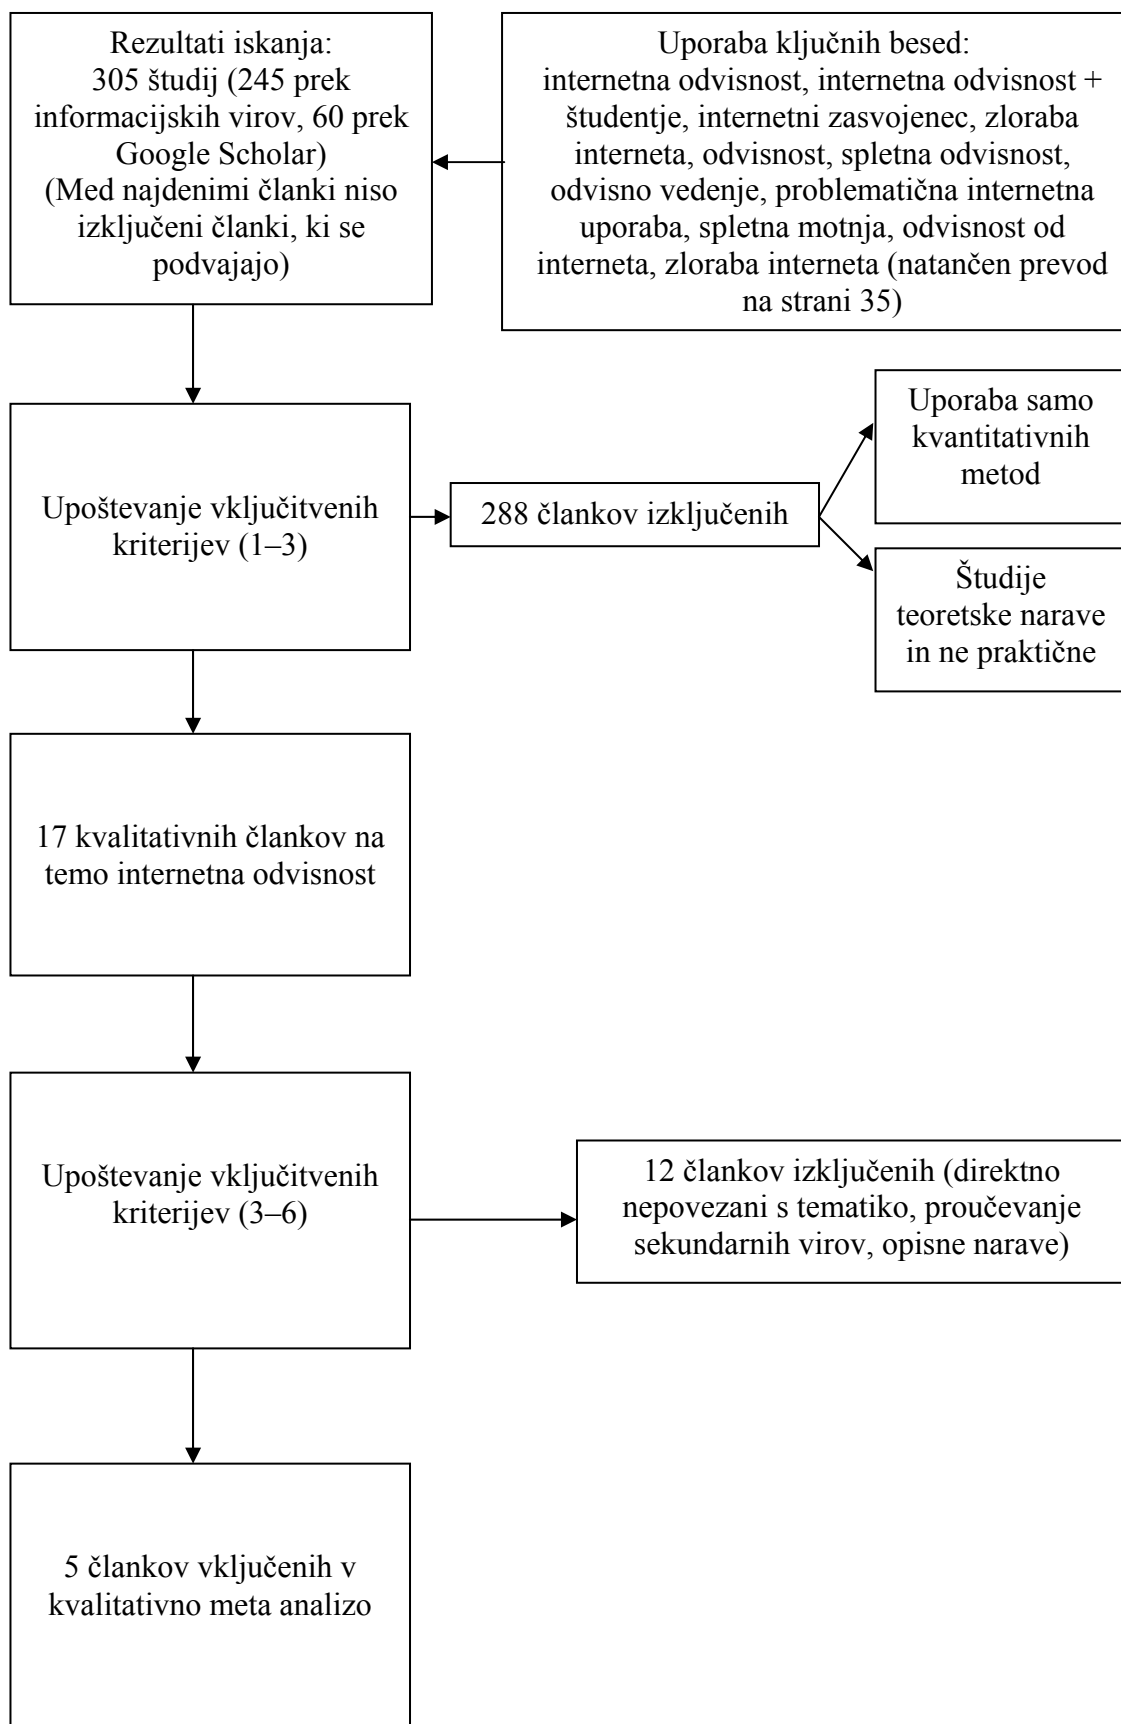 Rezultati iskanja:
305 študij (245 prek
informacijskih virov, 60 prek
Google Scholar)
(Med najdenimi članki niso
izključeni članki, ki se
podvajajo)
Uporaba ključnih besed:
internetna odvisnost, internetna odvisnost +
študentje, internetni zasvojenec, zloraba
interneta, odvisnost, spletna odvisnost,
odvisno vedenje, problematična internetna
uporaba, spletna motnja, odvisnost od
interneta, zloraba interneta (natančen prevod
na strani 35)
Upoštevanje vključitvenih
kriterijev (1–3)
288 člankov izključenih
Uporaba samo
kvantitativnih
metod
Študije
teoretske narave
in ne praktične
17 kvalitativnih člankov na
temo internetna odvisnost
Upoštevanje vključitvenih
kriterijev (3–6)
12 člankov izključenih (direktno
nepovezani s tematiko, proučevanje
sekundarnih virov, opisne narave)
5 člankov vključenih v
kvalitativno meta analizo